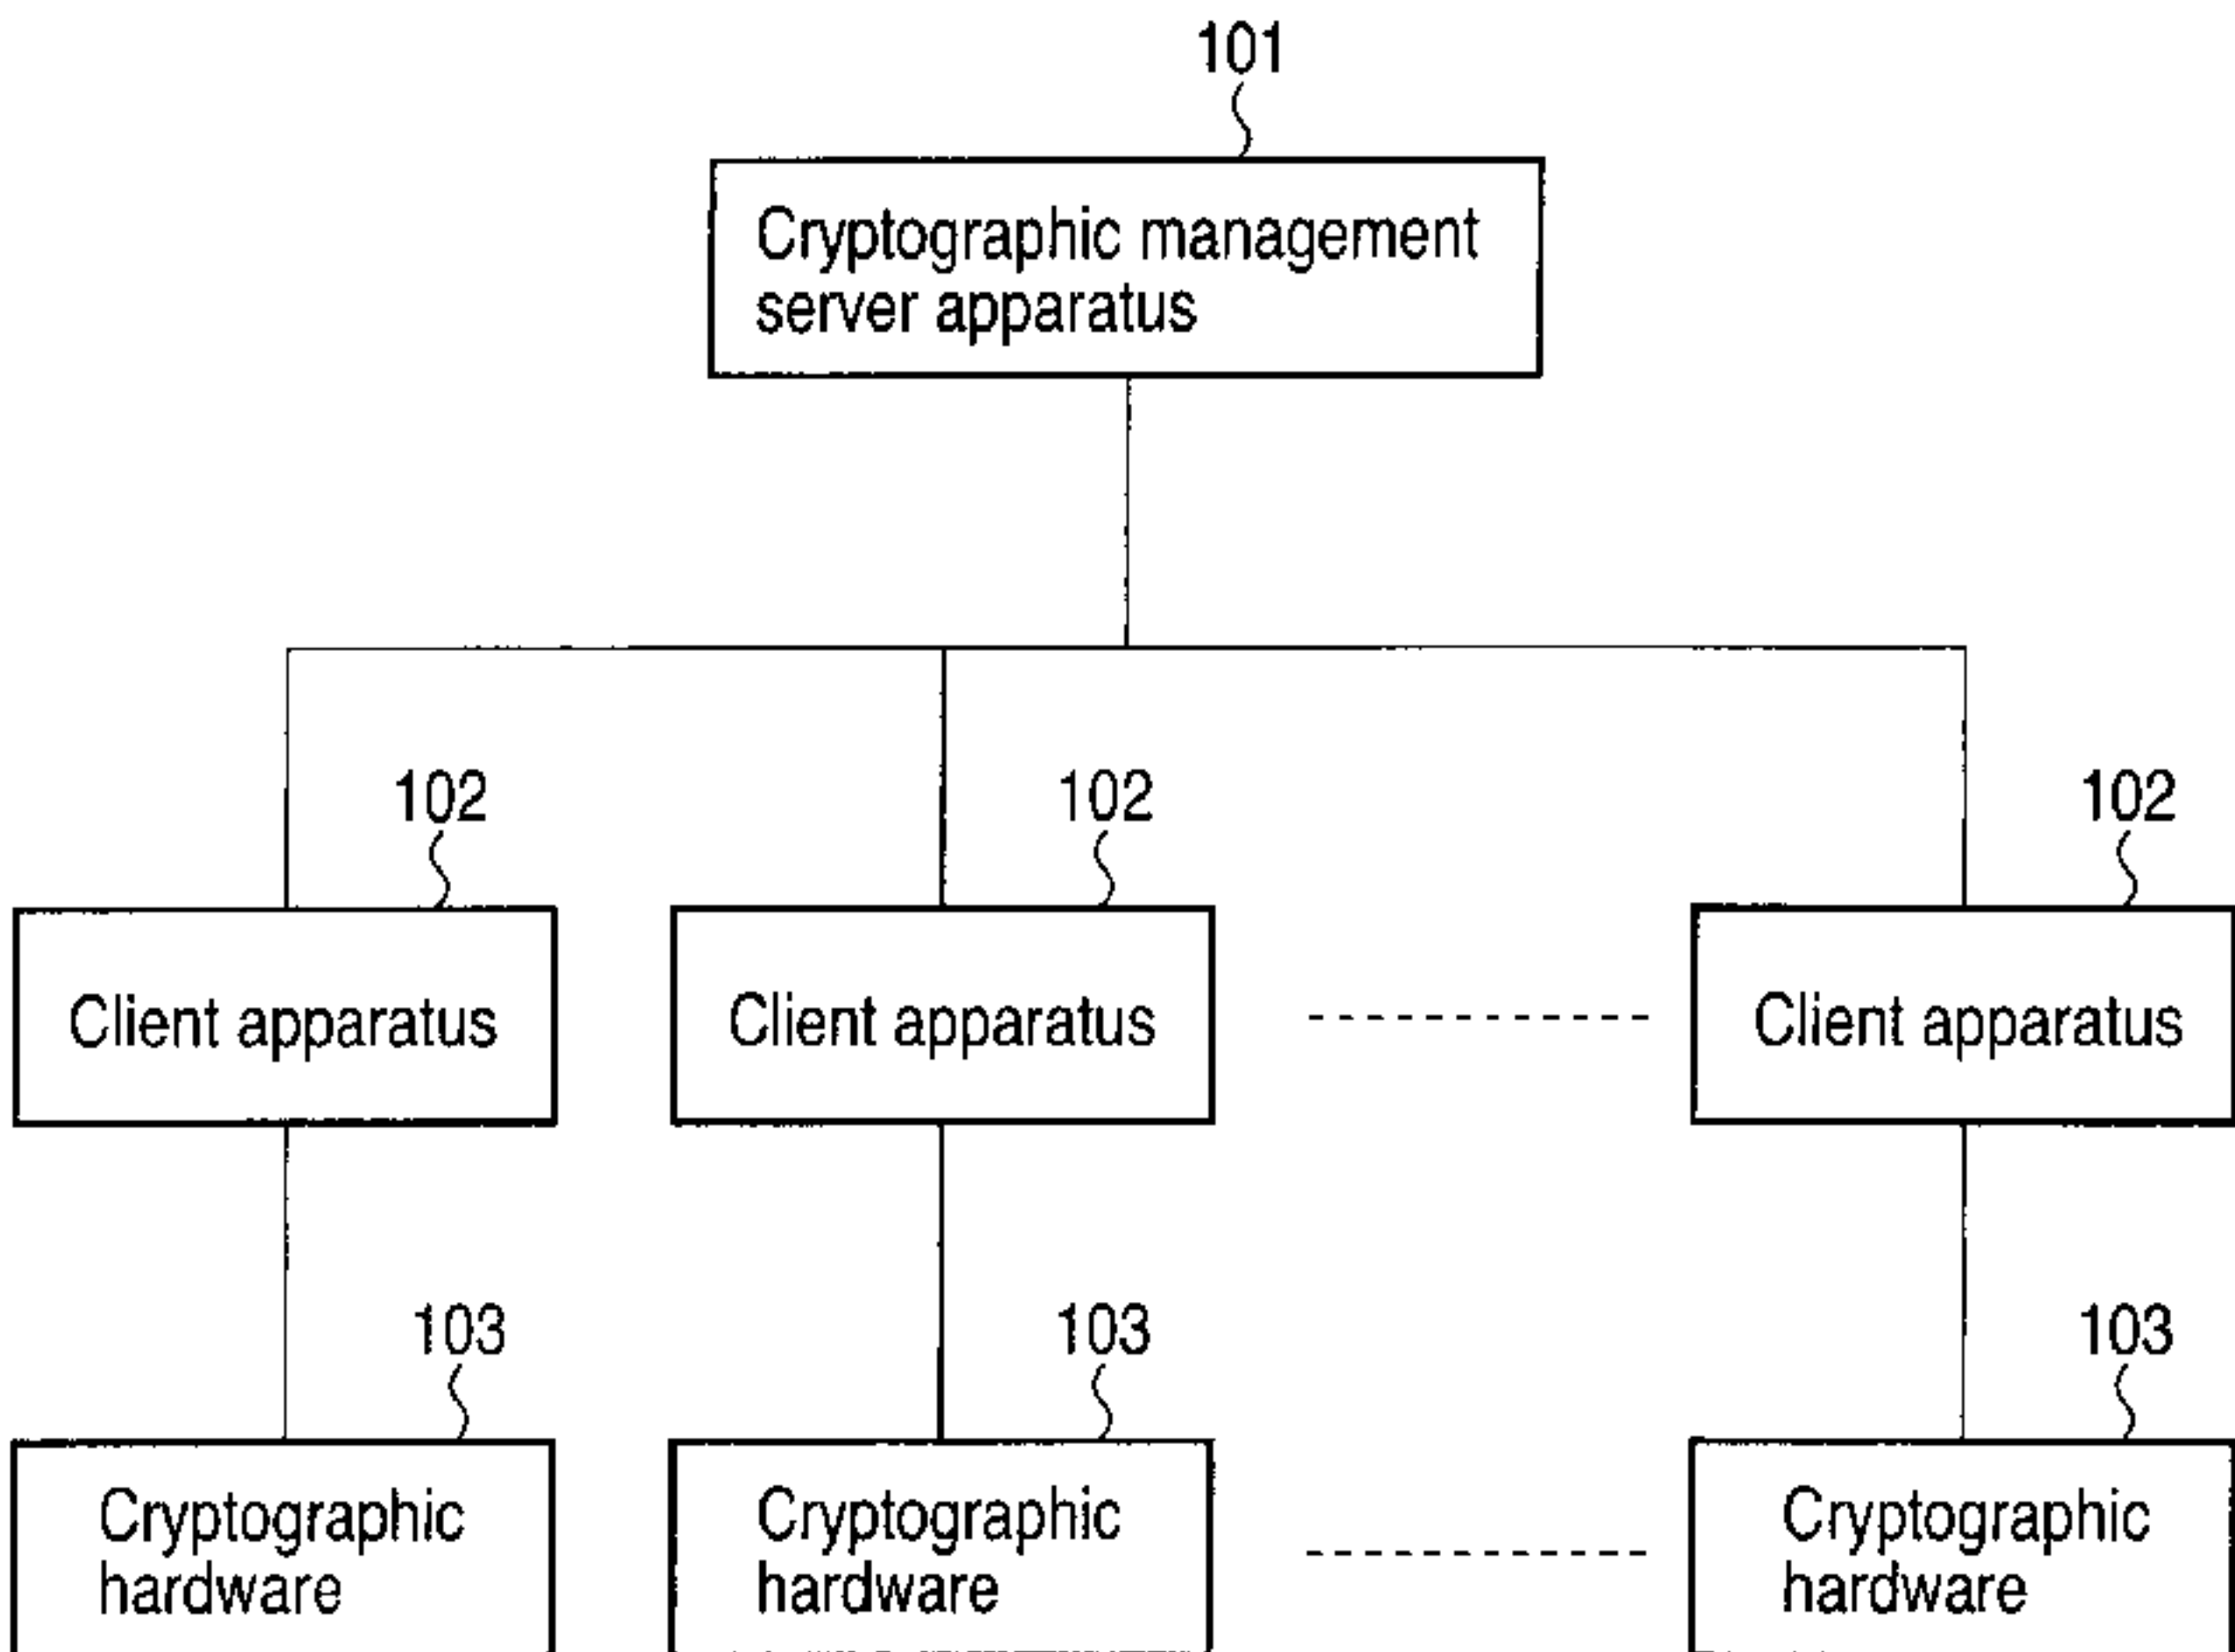 101
Cryptographic management
server apparatus
102
102
102
Client apparatus
Client apparatus
Client apparatus
103
103
103
Cryptographic
hardware
Cryptographic
hardware
Cryptographic
hardware